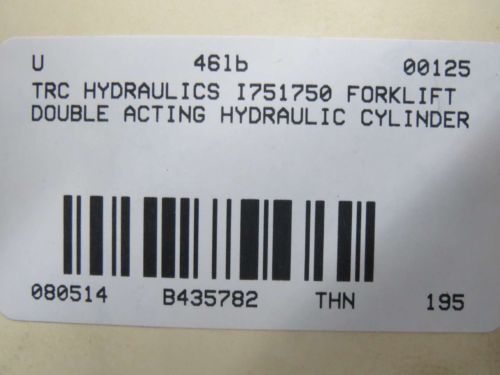 U 46lb 00125
TRC HYDRAULICS I751750 FORKLIFT
DOUBLE ACTING HYDRAULIC CYLINDER
080514 B435782 THN 195